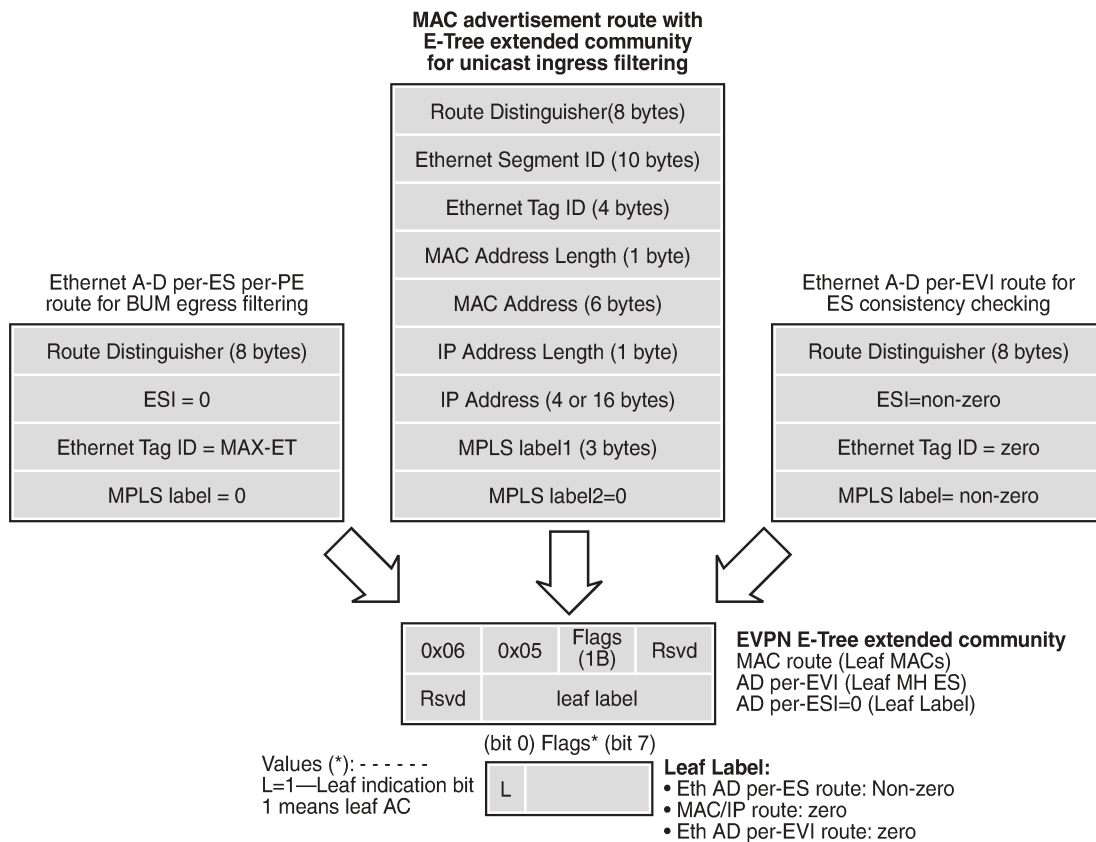 MAC advertisement route with
E-Tree extended community
for unicast ingress filtering
Route Distinguisher(8 bytes)
Ethernet Segment ID (10 bytes)
Ethernet Tag ID (4 bytes)
MAC Address Length (1 byte)
MAC Address (6 bytes)
IP Address Length (1 byte)
IP Address (4 or 16 bytes)
MPLS label1 (3 bytes)
MPLS label2=0
Ethernet A-D per-ES per-PE
route for BUM egress filtering
Route Distinguisher (8 bytes)
ESI = 0
Ethernet Tag ID = MAX-ET
MPLS label = 0
Ethernet A-D per-EVI route for
ES consistency checking
Route Distinguisher (8 bytes)
ESI=non-zero
Ethernet Tag ID = zero
MPLS label= non-zero
0x06 0x05 Flags (1B) Rsvd
Rsvd leaf label
EVPN E-Tree extended community
MAC route (Leaf MACs)
AD per-EVI (Leaf MH ES)
AD per-ESI=0 (Leaf Label)
(bit 0) Flags* (bit 7)
Values (*): - - - - - -
L=1—Leaf indication bit
1 means leaf AC
L
Leaf Label:
• Eth AD per-ES route: Non-zero
• MAC/IP route: zero
• Eth AD per-EVI route: zero